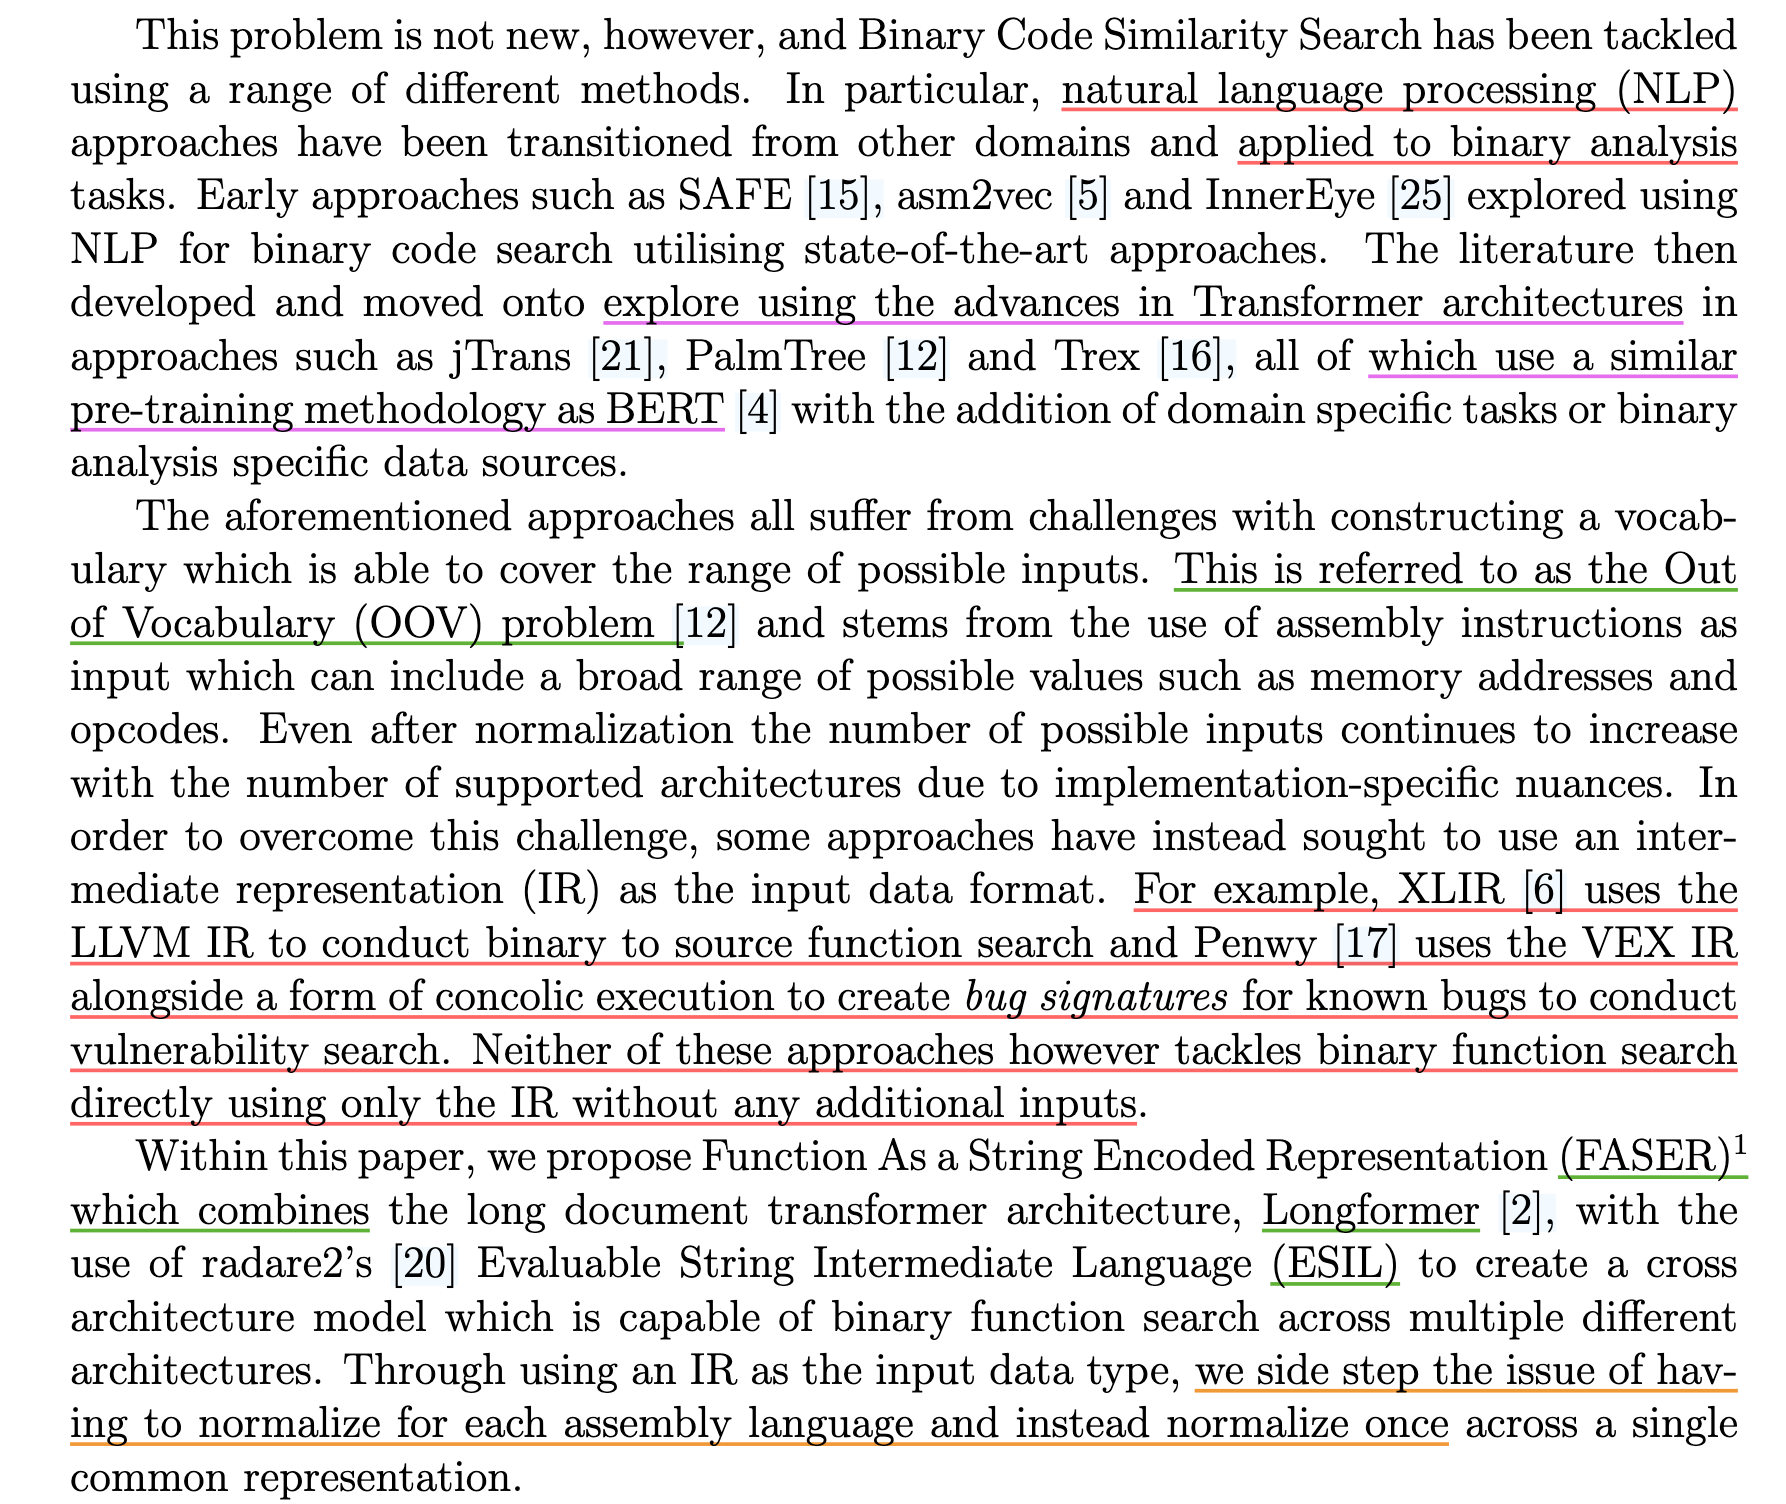 This problem is not new, however, and Binary Code Similarity Search has been tackled
using a range of different methods. In particular, natural language processing (NLP)
approaches have been transitioned from other domains and applied to binary analysis
tasks. Early approaches such as SAFE [15], asm2vec [5] and InnerEye [25] explored using
NLP for binary code search utilising state-of-the-art approaches. The literature then
developed and moved onto explore using the advances in Transformer architectures in
approaches such as jTrans [21], PalmTree [12] and Trex [16], all of which use a similar
pre-training methodology as BERT [4] with the addition of domain specific tasks or binary
analysis specific data sources.
The aforementioned approaches all suffer from challenges with constructing a vocab-
ulary which is able to cover the range of possible inputs. This is referred to as the Out
of Vocabulary (OOV) problem [12] and stems from the use of assembly instructions as
input which can include a broad range of possible values such as memory addresses and
opcodes. Even after normalization the number of possible inputs continues to increase
with the number of supported architectures due to implementation-specific nuances. In
order to overcome this challenge, some approaches have instead sought to use an inter-
mediate representation (IR) as the input data format. For example, XLIR [6] uses the
LLVM IR to conduct binary to source function search and Penwy [17] uses the VEX IR
alongside a form of concolic execution to create bug signatures for known bugs to conduct
vulnerability search. Neither of these approaches however tackles binary function search
directly using only the IR without any additional inputs.
Within this paper, we propose Function As a String Encoded Representation (FASER)¹
which combines the long document transformer architecture, Longformer [2], with the
use of radare2's [20] Evaluable String Intermediate Language (ESIL) to create a cross
architecture model which is capable of binary function search across multiple different
architectures. Through using an IR as the input data type, we side step the issue of hav-
ing to normalize for each assembly language and instead normalize once across a single
common representation.